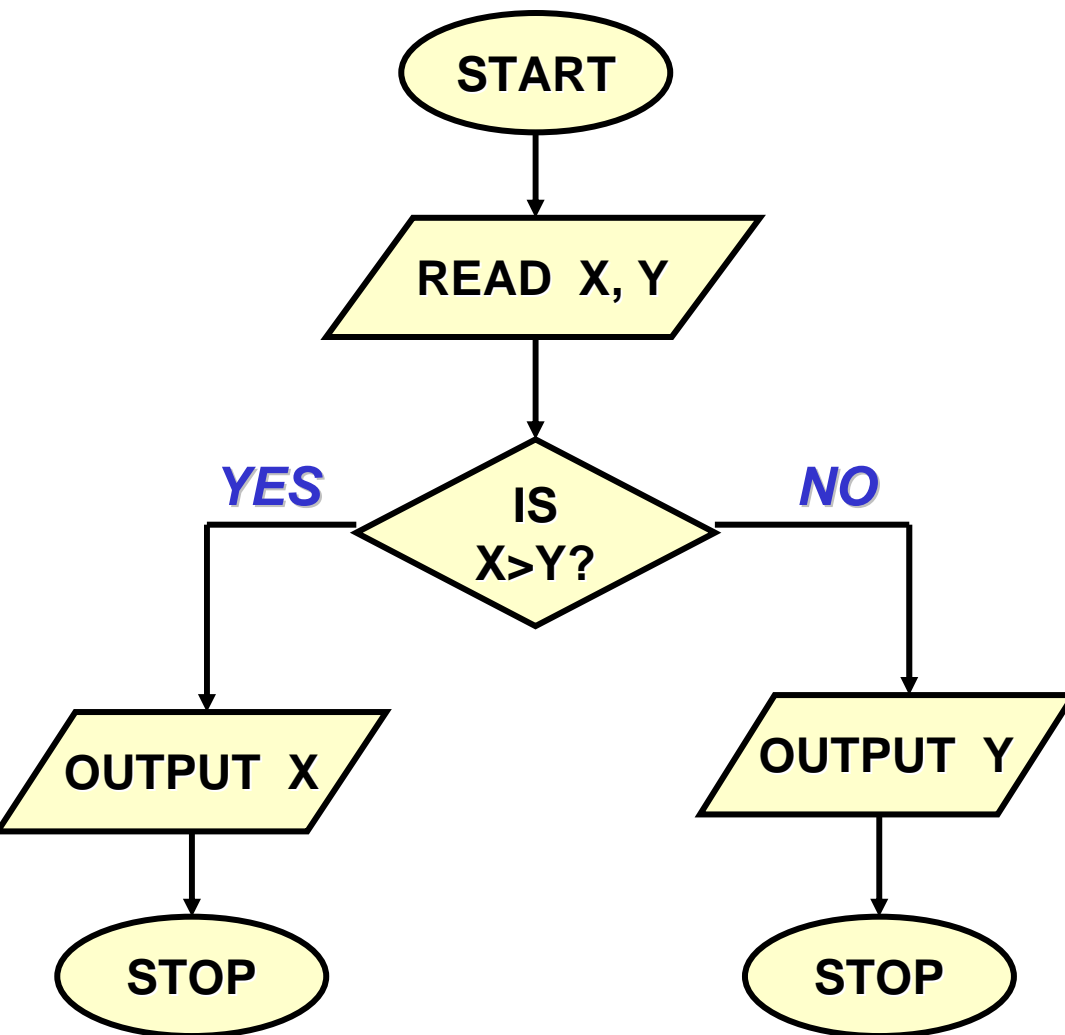 START
READ X, Y
YES
NO
IS
X>Y?
OUTPUT X
OUTPUT Y
STOP
STOP